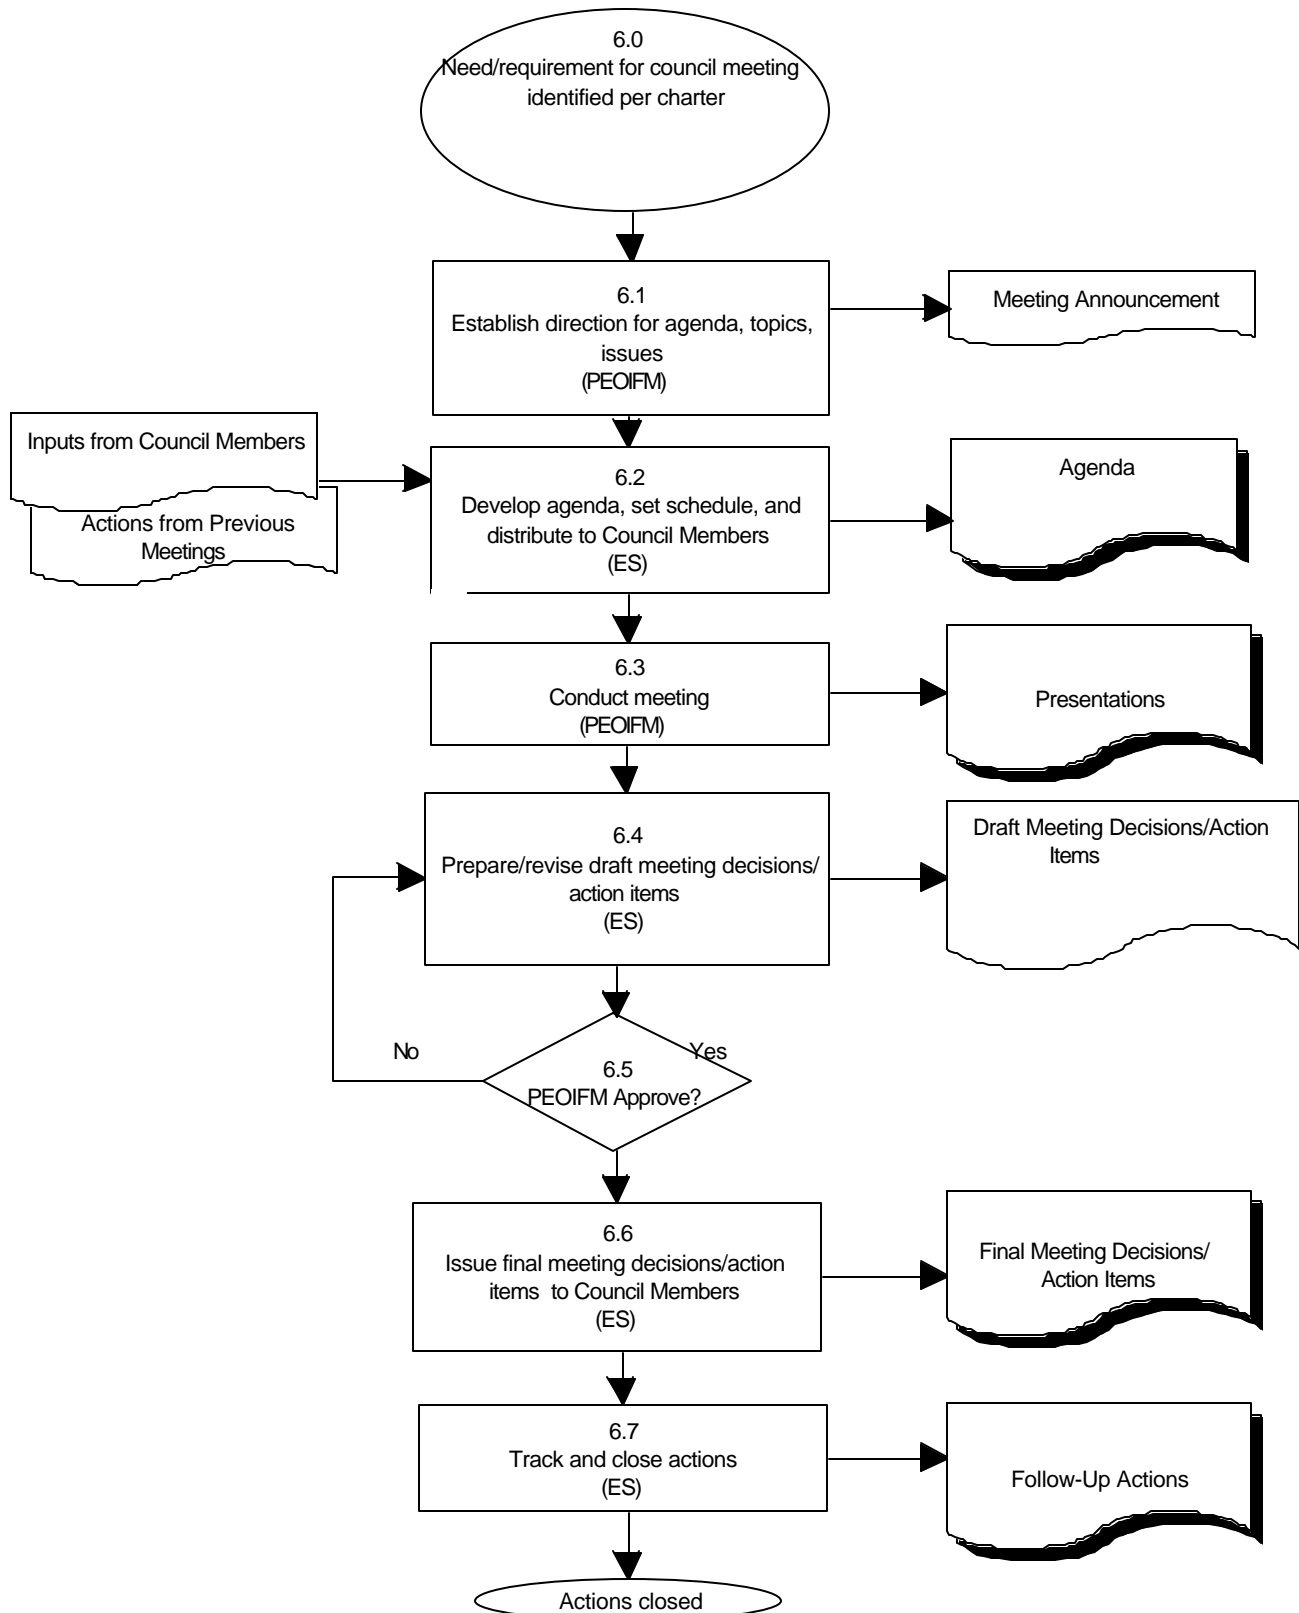 6.0
Need/requirement for council meeting
identified per charter
6.1
Establish direction for agenda, topics,
issues
(PEOIFM)
Meeting Announcement
Inputs from Council Members
Actions from Previous
Meetings
6.2
Develop agenda, set schedule, and
distribute to Council Members
(ES)
Agenda
6.3
Conduct meeting
(PEOIFM)
Presentations
6.4
Prepare/revise draft meeting decisions/
action items
(ES)
Draft Meeting Decisions/Action
Items
No
Yes
6.5
PEOIFM Approve?
6.6
Issue final meeting decisions/action
items to Council Members
(ES)
Final Meeting Decisions/
Action Items
6.7
Track and close actions
(ES)
Follow-Up Actions
Actions closed